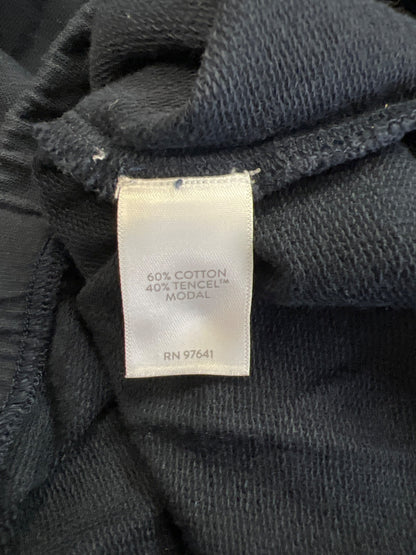 60% COTTON
40% TENCEL™
MODAL
RN 97641